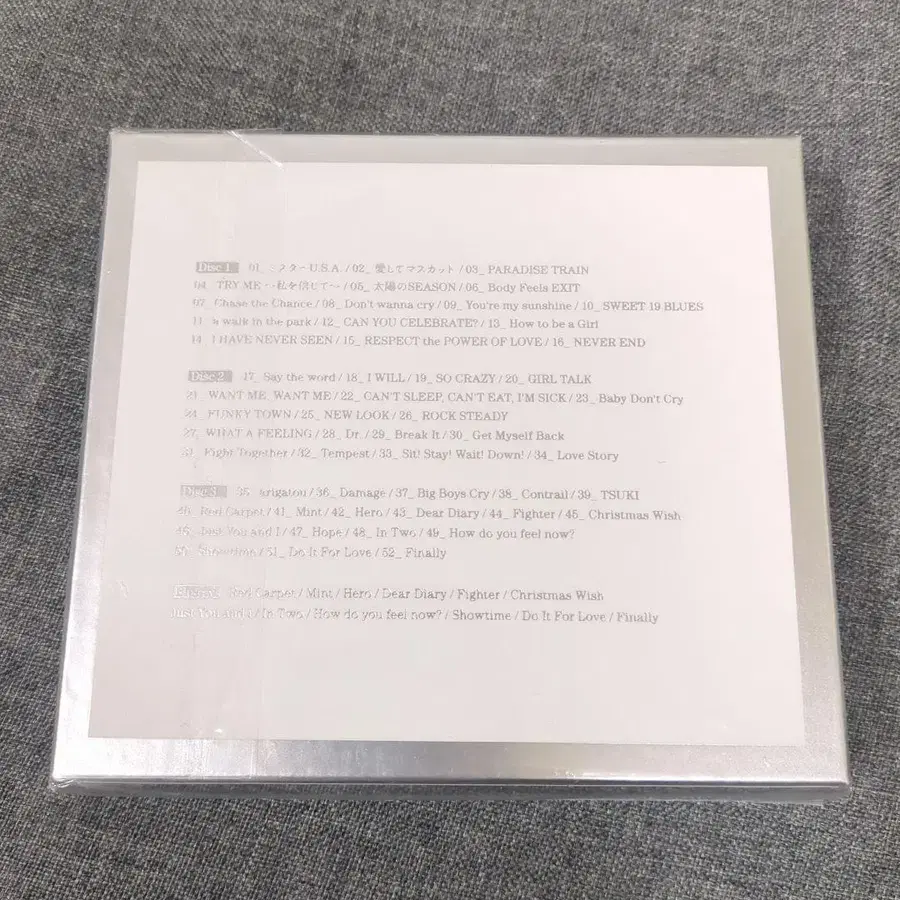 Disc 1 01_ ミスターU.S.A. / 02_ 愛してマスカット / 03_ PARADISE TRAIN
04_ TRY ME ~私を信じて~ / 05_ 太陽のSEASON / 06_ Body Feels EXIT
07_ Chase the Chance / 08_ Don't wanna cry / 09_ You're my sunshine / 10_ SWEET 19 BLUES
11_ a walk in the park / 12_ CAN YOU CELEBRATE? / 13_ How to be a Girl
14_ I HAVE NEVER SEEN / 15_ RESPECT the POWER OF LOVE / 16_ NEVER END
Disc 2 17_ Say the word / 18_ I WILL / 19_ SO CRAZY / 20_ GIRL TALK
21_ WANT ME, WANT ME / 22_ CAN'T SLEEP, CAN'T EAT, I'M SICK / 23_ Baby Don't Cry
24_ FUNKY TOWN / 25_ NEW LOOK / 26_ ROCK STEADY
27_ WHAT A FEELING / 28_ Dr. / 29_ Break It / 30_ Get Myself Back
31_ Fight Together / 32_ Tempest / 33_ Sit! Stay! Wait! Down! / 34_ Love Story
Disc 3 35_ arigatou / 36_ Damage / 37_ Big Boys Cry / 38_ Contrail / 39_ TSUKI
40_ Red Carpet / 41_ Mint / 42_ Hero / 43_ Dear Diary / 44_ Fighter / 45_ Christmas Wish
46_ Just You and I / 47_ Hope / 48_ In Two / 49_ How do you feel now?
50_ Showtime / 51_ Do It For Love / 52_ Finally
Red Carpet / Mint / Hero / Dear Diary / Fighter / Christmas Wish
Just You and I / In Two / How do you feel now? / Showtime / Do It For Love / Finally